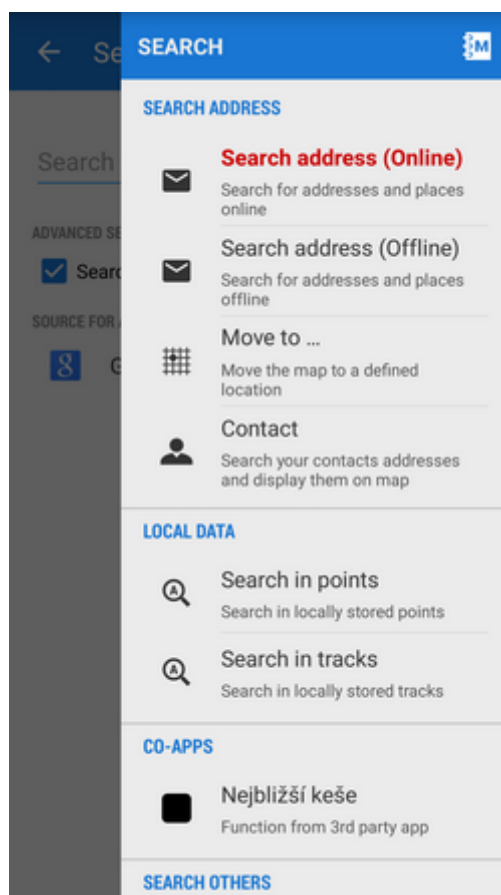 Se
SEARCH
M
SEARCH ADDRESS
Search
Search address (Online)
Search for addresses and places
online
ADVANCED SE
Searc
Search address (Offline)
Search for addresses and places
offline
SOURCE FOR A
8
G
Move to ...
Move the map to a defined
location
Contact
Search your contacts addresses
and display them on map
LOCAL DATA
A
Search in points
Search in locally stored points
A
Search in tracks
Search in locally stored tracks
CO-APPS
Nejbližší keše
Function from 3rd party app
SEARCH OTHERS